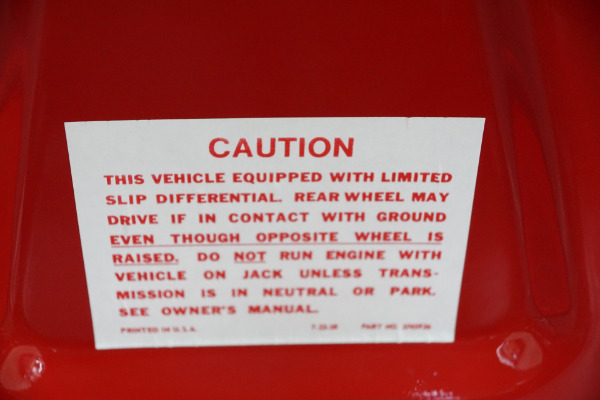 CAUTION
THIS VEHICLE EQUIPPED WITH LIMITED
SLIP DIFFERENTIAL. REAR WHEEL MAY
DRIVE IF IN CONTACT WITH GROUND
EVEN THOUGH OPPOSITE WHEEL IS
RAISED. DO NOT RUN ENGINE WITH
VEHICLE ON JACK UNLESS TRANS-
MISSION IS IN NEUTRAL OR PARK.
SEE OWNER'S MANUAL.
PRINTED IN U.S.A. PART NO.